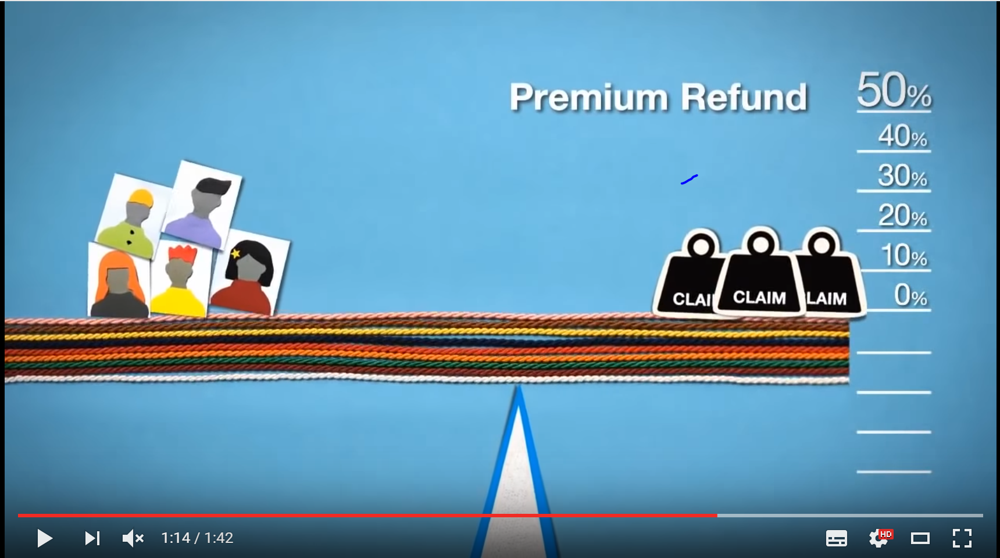 Premium Refund
50%
40%
30%
20%
10%
0%
CLAI
CLAIM
LAIM
1:14 / 1:42
HD